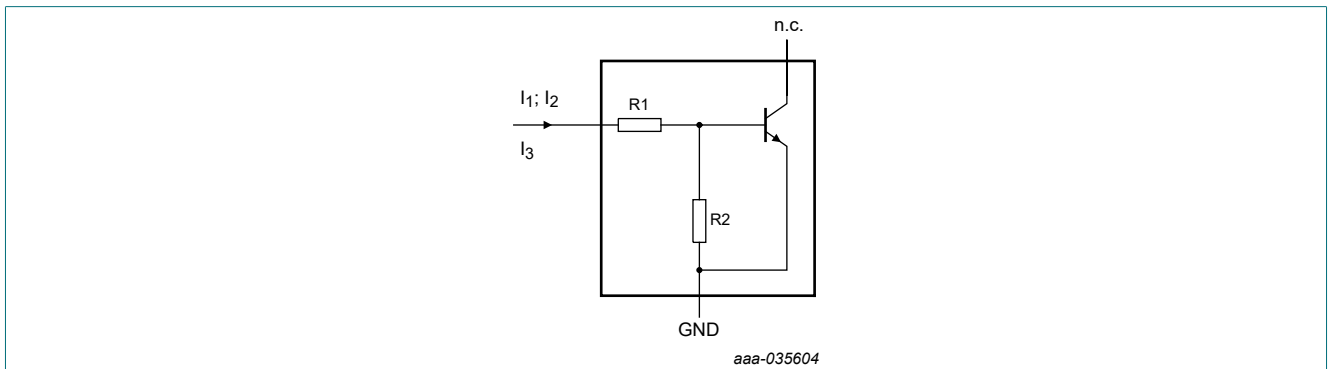 n.c.
I1; I2
R1
I3
R2
GND
aaa-035604